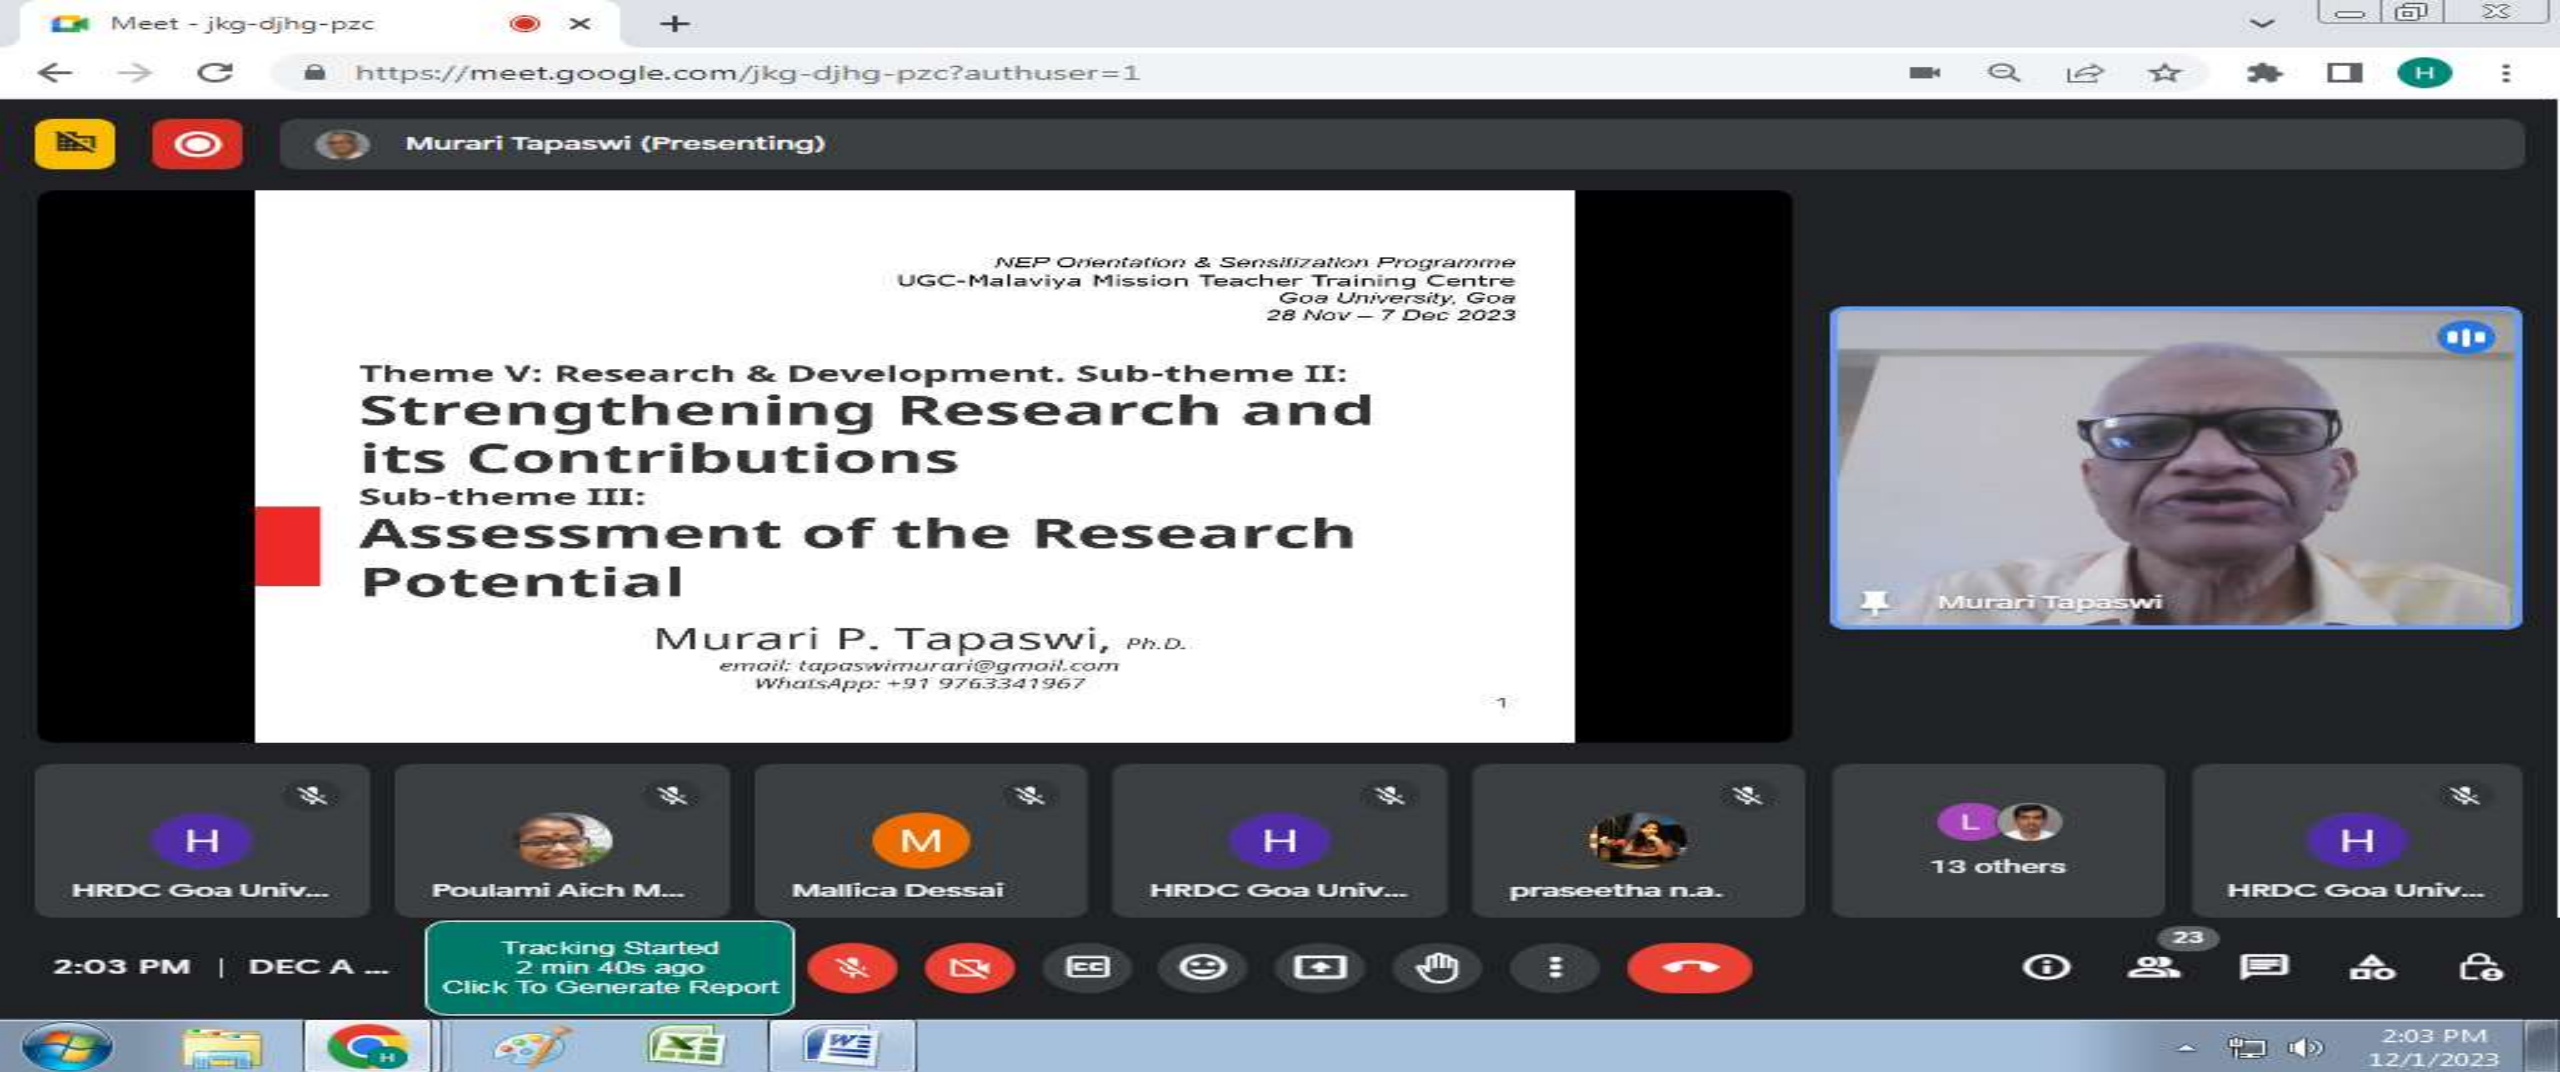 Meet - jkg-djhg-pzc
https://meet.google.com/jkg-djhg-pzc?authuser=1
H
Murari Tapaswi (Presenting)
NEP Orientation & Sensitization Programme
UGC-Malaviya Mission Teacher Training Centre
Goa University, Goa
28 Nov – 7 Dec 2023
Theme V: Research & Development. Sub-theme II:
Strengthening Research and
its Contributions
Sub-theme III:
Assessment of the Research
Potential
Murari P. Tapaswi, Ph.D.
email: tapaswimurari@gmail.com
WhatsApp: +91 9763341967
1
Murari Tapaswi
H
HRDC Goa Univ...
Poulami Aich M...
M
Mallica Dessai
H
HRDC Goa Univ...
praseetha n.a.
L
13 others
H
HRDC Goa Univ...
2:03 PM | DEC A ...
Tracking Started
2 min 40s ago
Click To Generate Report
CC
23
H
W
2:03 PM
12/1/2023